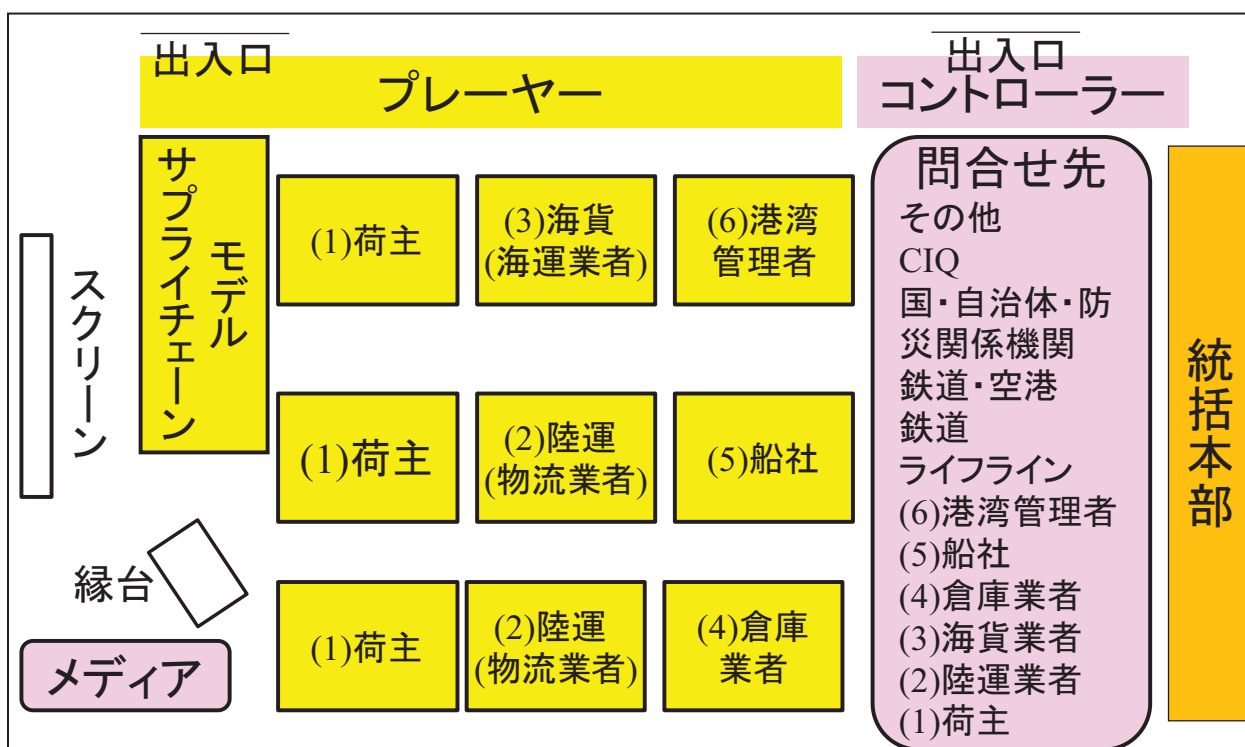 出入口
プレーヤー
出入口
コントローラー
スクリーン
サプライチェーン
モデル
(1)荷主
(3)海貨
(海運業者)
(6)港湾
管理者
(1)荷主
(2)陸運
(物流業者)
(5)船社
(1)荷主
(2)陸運
(物流業者)
(4)倉庫
業者
縁台
メディア
問合せ先
その他
CIQ
国・自治体・防
災関係機関
鉄道・空港
鉄道
ライフライン
(6)港湾管理者
(5)船社
(4)倉庫業者
(3)海貨業者
(2)陸運業者
(1)荷主
統括本部